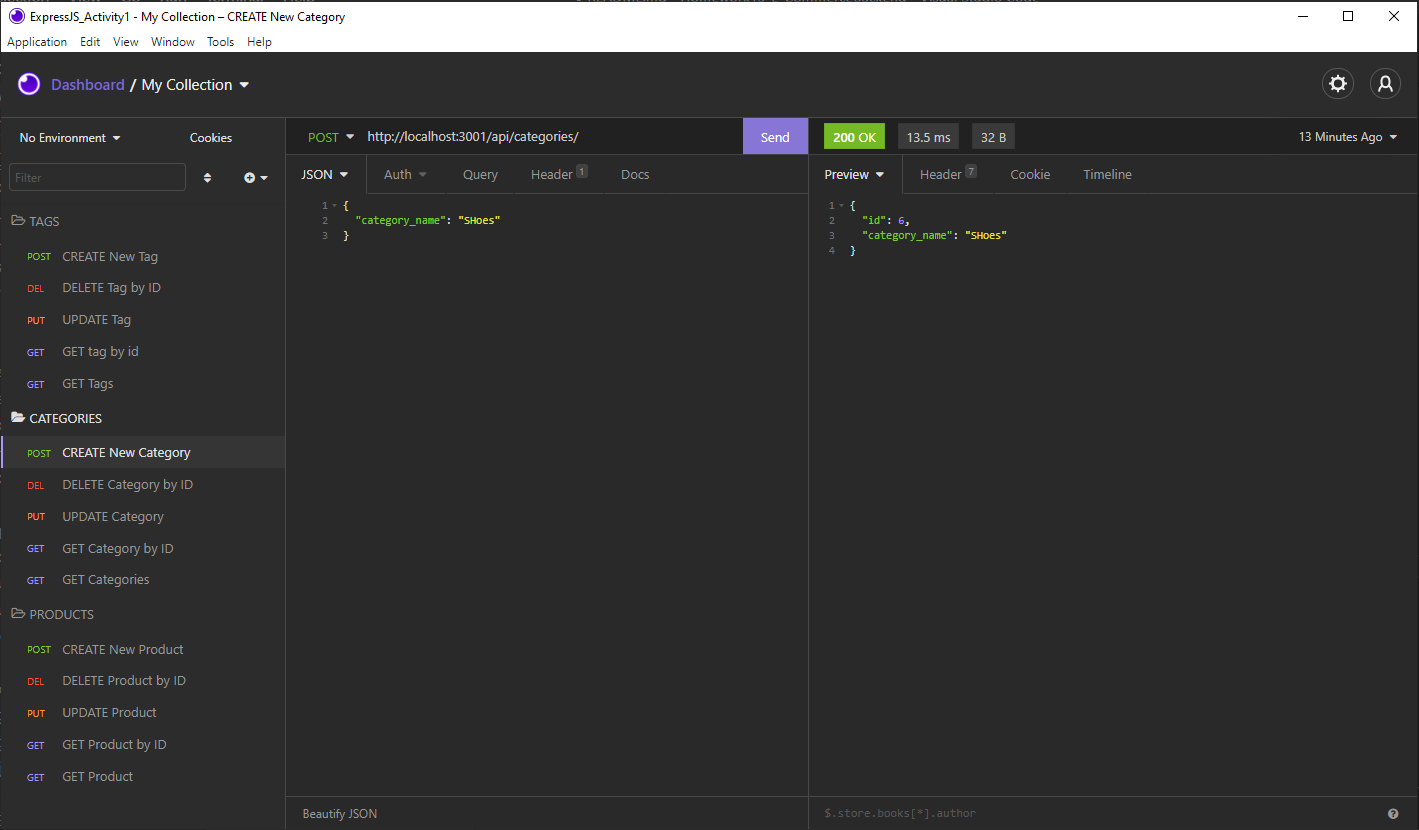 ExpressJS_Activity1 - My Collection – CREATE New Category
Application Edit View Window Tools Help
Dashboard / My Collection
No Environment
Cookies
Filter
TAGS
POST CREATE New Tag
DEL DELETE Tag by ID
PUT UPDATE Tag
GET GET tag by id
GET GET Tags
CATEGORIES
POST CREATE New Category
DEL DELETE Category by ID
PUT UPDATE Category
GET GET Category by ID
GET GET Categories
PRODUCTS
POST CREATE New Product
DEL DELETE Product by ID
PUT UPDATE Product
GET GET Product by ID
GET GET Product
POST http://localhost:3001/api/categories/ Send
JSON Auth Query Header 1 Docs
1 {
2 "category_name": "SHoes"
3 }
Beautify JSON
200 OK 13.5 ms 32 B 13 Minutes Ago
Preview Header 7 Cookie Timeline
1 {
2 "id": 6,
3 "category_name": "SHoes"
4 }
$.store.books[*].author